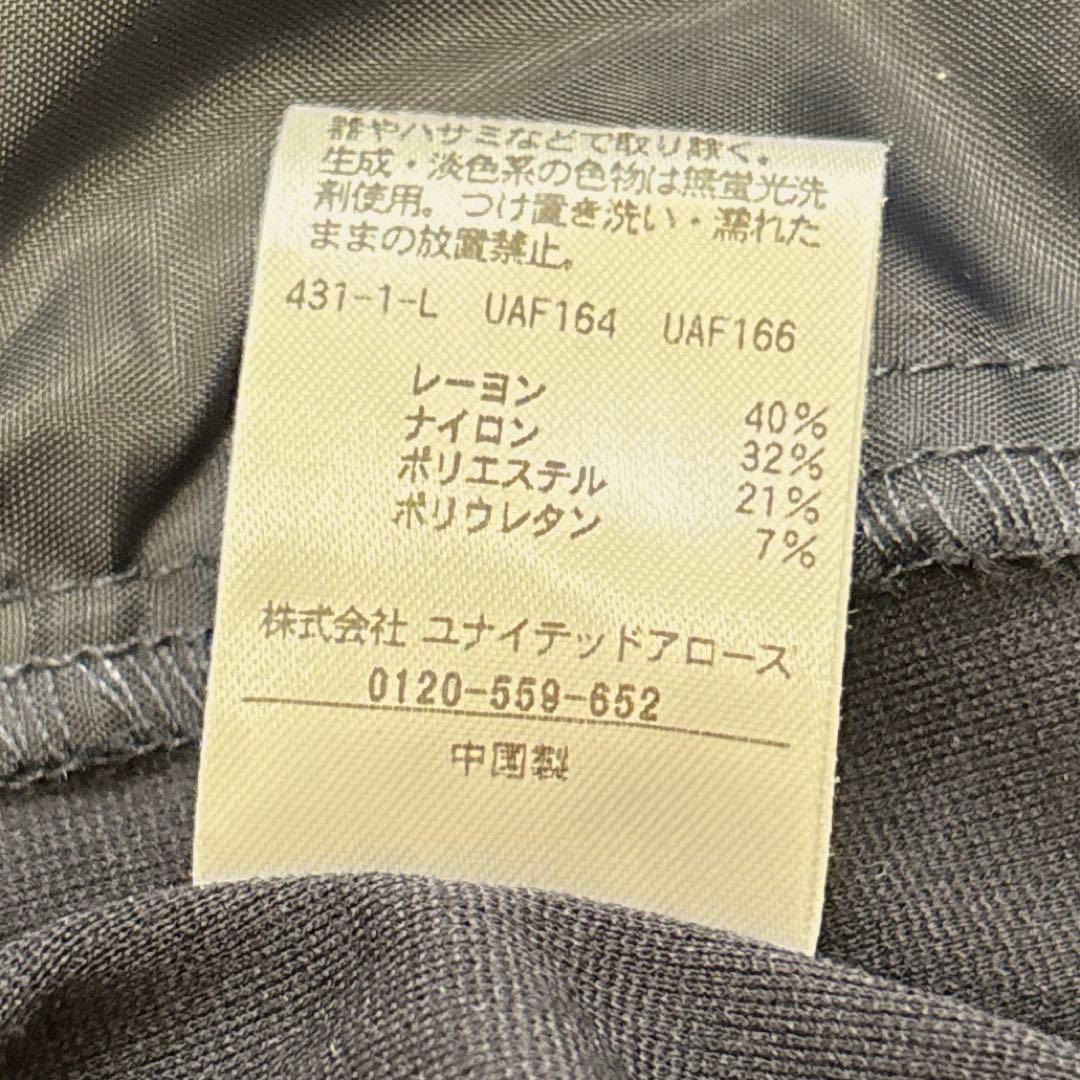 やハサミなどで取り除く。
生成・淡色系の色物は無蛍光洗
剤使用。つけ置き洗い・濡れた
ままの放置禁止。
431-1-L UAF164 UAF166
レーヨン 40%
ナイロン 32%
ポリエステル 21%
ポリウレタン 7%
株式会社 ユナイテッドアローズ
0120-559-652
中国製